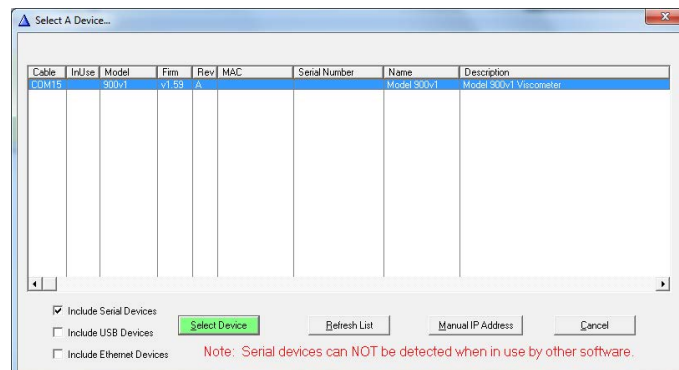 Select A Device...
Cable InUse Model Firm Rev MAC Serial Number Name Description
COM15 900v1 v1.59 A Model 900v1 Model 900v1 Viscometer
Include Serial Devices
Select Device Refresh List Manual IP Address Cancel
Include USB Devices
Include Ethernet Devices Note: Serial devices can NOT be detected when in use by other software.